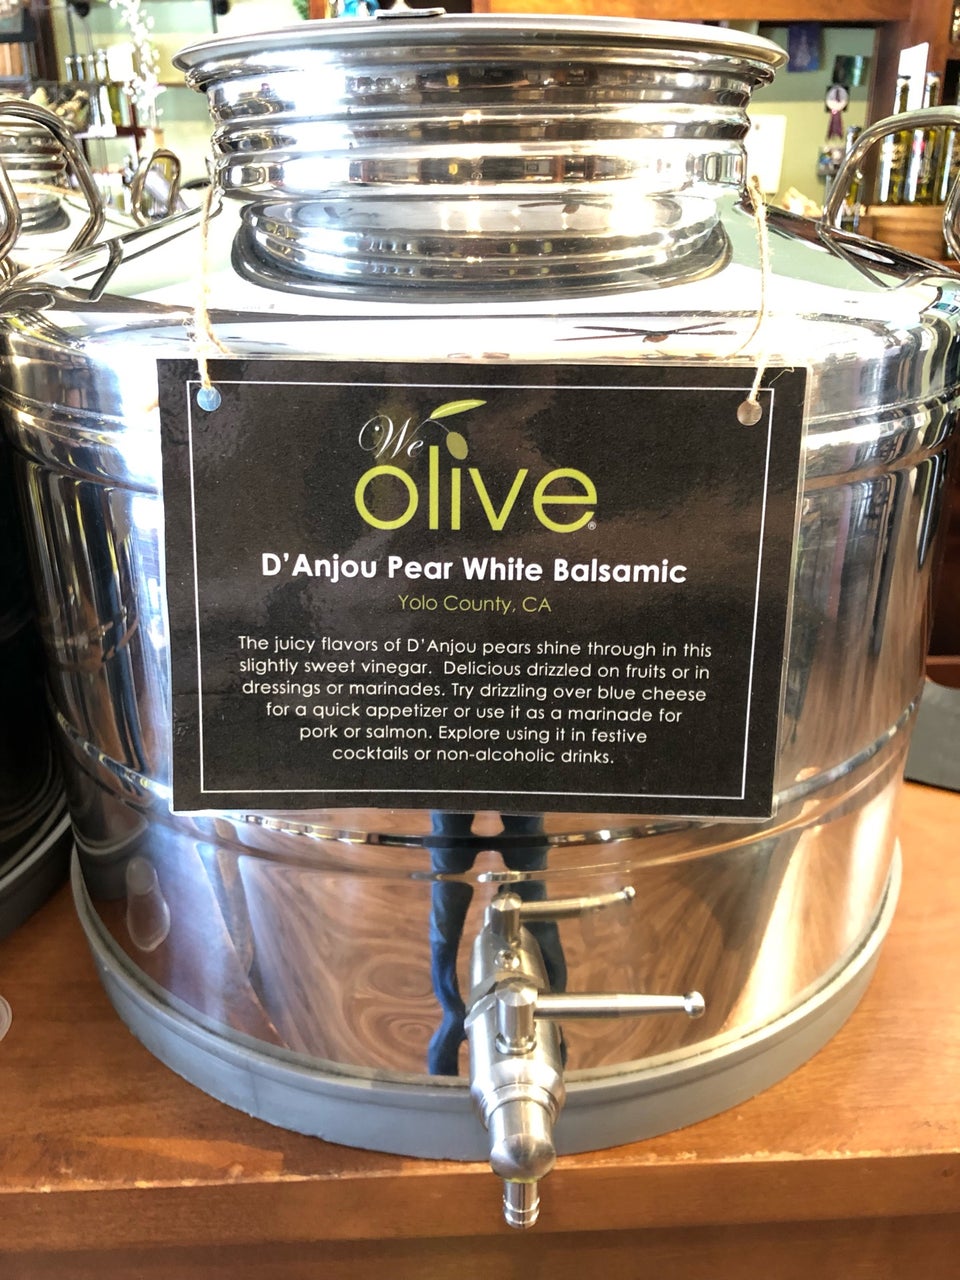 We
olive®
D'Anjou Pear White Balsamic
Yolo County, CA
The juicy flavors of D'Anjou pears shine through in this
slightly sweet vinegar.  Delicious drizzled on fruits or in
dressings or marinades. Try drizzling over blue cheese
for a quick appetizer or use it as a marinade for
pork or salmon. Explore using it in festive
cocktails or non-alcoholic drinks.